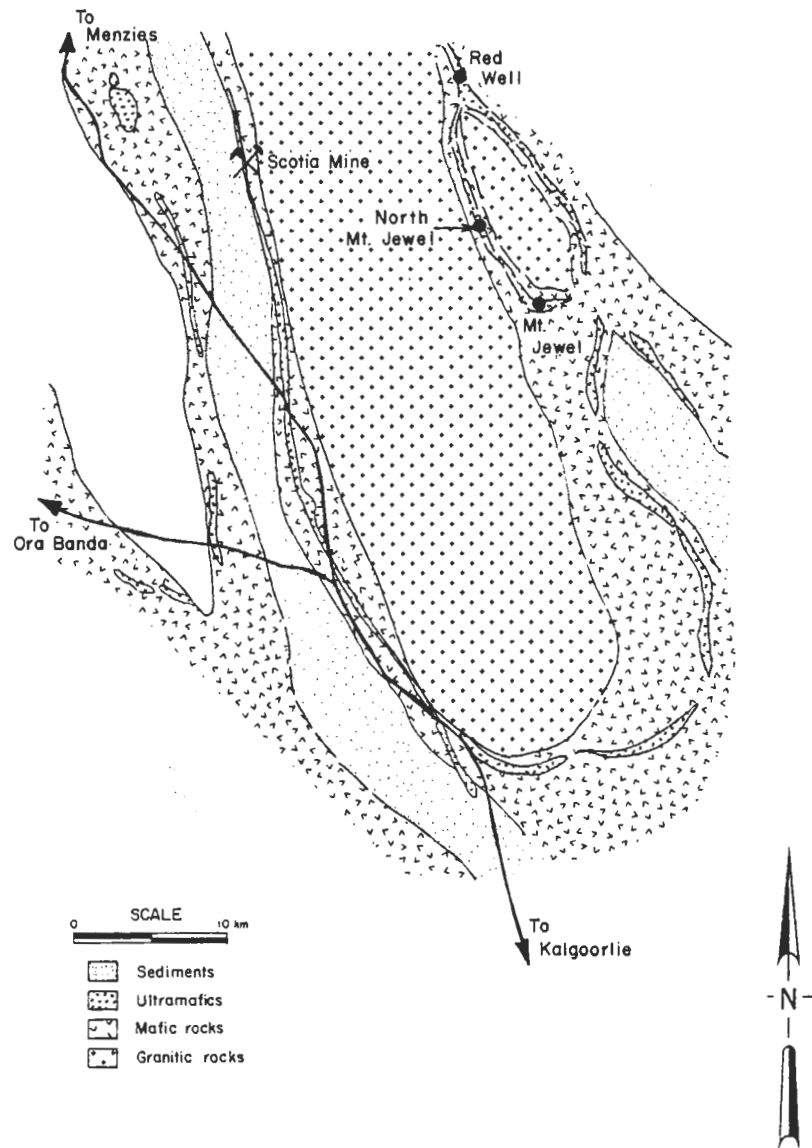 To
Menzies
Red
Well
Scotia Mine
North
Mt. Jewel
Mt.
Jewel
To
Ora Banda
To
Kalgoorlie
SCALE
0 10 km
Sediments
Ultramafics
Mafic rocks
Granitic rocks
N